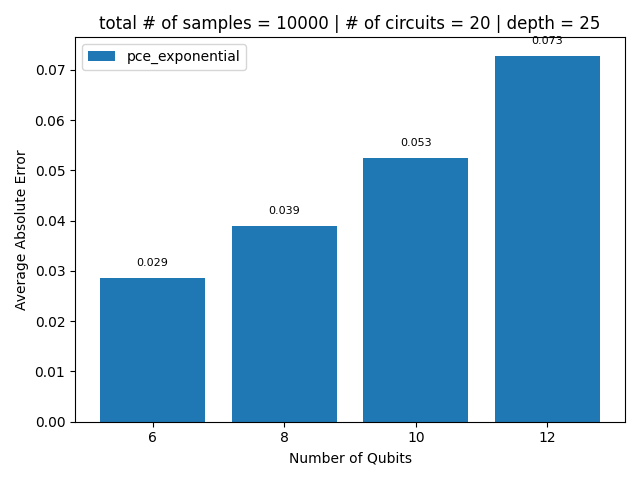 total # of samples = 10000 | # of circuits = 20 | depth = 25
pce_exponential
0.073
0.053
0.039
0.029
Average Absolute Error
0.07
0.06
0.05
0.04
0.03
0.02
0.01
0.00
6 8 10 12
Number of Qubits